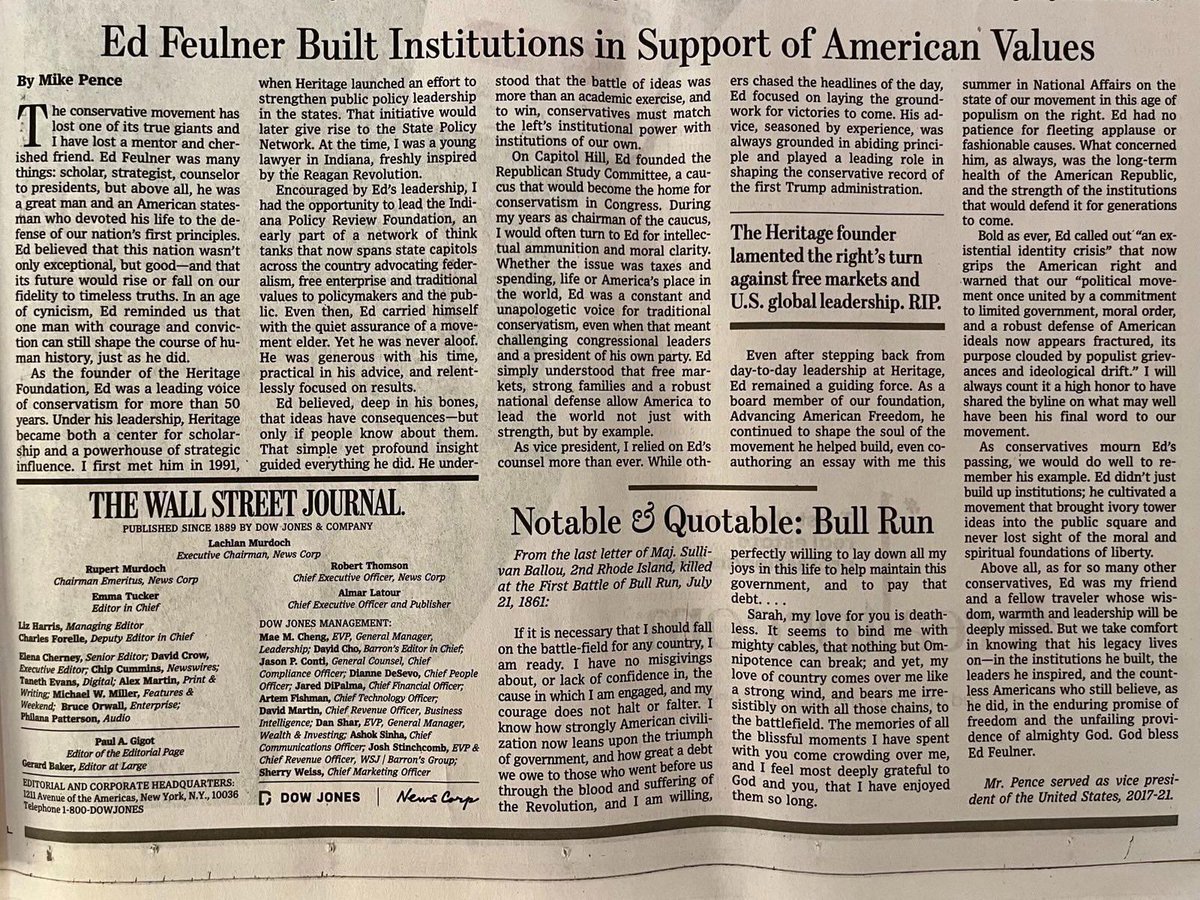 Ed Feulner Built Institutions in Support of American Values
By Mike Pence
The conservative movement has
lost one of its true giants and
I have lost a mentor and cher-
ished friend. Ed Feulner was many
things: scholar, strategist, counselor
to presidents, but above all, he was
a great man and an American states-
man who devoted his life to the de-
fense of our nation's first principles.
Ed believed that this nation wasn't
only exceptional, but good—and that
its future would rise or fall on our
fidelity to timeless truths. In an age
of cynicism, Ed reminded us that
one man with courage and convic-
tion can still shape the course of hu-
man history, just as he did.
As the founder of the Heritage
Foundation, Ed was a leading voice
of conservatism for more than 50
years. Under his leadership, Heritage
became both a center for scholar-
ship and a powerhouse of strategic
influence. I first met him in 1991,
when Heritage launched an effort to
strengthen public policy leadership
in the states. That initiative would
later give rise to the State Policy
Network. At the time, I was a young
lawyer in Indiana, freshly inspired
by the Reagan Revolution.
Encouraged by Ed's leadership, I
had the opportunity to lead the Indi-
ana Policy Review Foundation, an
early part of a network of think
tanks that now spans state capitols
across the country advocating feder-
alism, free enterprise and traditional
values to policymakers and the pub-
lic. Even then, Ed carried himself
with the quiet assurance of a move-
ment elder. Yet he was never aloof.
He was generous with his time,
practical in his advice, and relent-
lessly focused on results.
Ed believed, deep in his bones,
that ideas have consequences—but
only if people know about them.
That simple yet profound insight
guided everything he did. He under-
stood that the battle of ideas was
more than an academic exercise, and
to win, conservatives must match
the left's institutional power with
institutions of our own.
On Capitol Hill, Ed founded the
Republican Study Committee, a cau-
cus that would become the home for
conservatism in Congress. During
my years as chairman of the caucus,
I would often turn to Ed for intellec-
tual ammunition and moral clarity.
Whether the issue was taxes and
spending, life or America's place in
the world, Ed was a constant and
unapologetic voice for traditional
conservatism, even when that meant
challenging congressional leaders
and a president of his own party. Ed
simply understood that free mar-
kets, strong families and a robust
national defense allow America to
lead the world not just with
strength, but by example.
As vice president, I relied on Ed's
counsel more than ever. While oth-
ers chased the headlines of the day,
Ed focused on laying the ground-
work for victories to come. His ad-
vice, seasoned by experience, was
always grounded in abiding princi-
ple and played a leading role in
shaping the conservative record of
the first Trump administration.
The Heritage founder
lamented the right's turn
against free markets and
U.S. global leadership. RIP.
Even after stepping back from
day-to-day leadership at Heritage,
Ed remained a guiding force. As a
board member of our foundation,
Advancing American Freedom, he
continued to shape the soul of the
movement he helped build, even co-
authoring an essay with me this
summer in National Affairs on the
state of our movement in this age of
populism on the right. Ed had no
patience for fleeting applause or
fashionable causes. What concerned
him, as always, was the long-term
health of the American Republic,
and the strength of the institutions
that would defend it for generations
to come.
Bold as ever, Ed called out "an ex-
istential identity crisis" that now
grips the American right and
warned that our "political move-
ment once united by a commitment
to limited government, moral order,
and a robust defense of American
ideals now appears fractured, its
purpose clouded by populist griev-
ances and ideological drift." I will
always count it a high honor to have
shared the byline on what may well
have been his final word to our
movement.
As conservatives mourn Ed's
passing, we would do well to re-
member his example. Ed didn't just
build up institutions; he cultivated a
movement that brought ivory tower
ideas into the public square and
never lost sight of the moral and
spiritual foundations of liberty.
Above all, as for so many other
conservatives, Ed was my friend
and a fellow traveler whose wis-
dom, warmth and leadership will be
deeply missed. But we take comfort
in knowing that his legacy lives
on—in the institutions he built, the
leaders he inspired, and the count-
less Americans who still believe, as
he did, in the enduring promise of
freedom and the unfailing provi-
dence of almighty God. God bless
Ed Feulner.
Mr. Pence served as vice presi-
dent of the United States, 2017-21.
THE WALL STREET JOURNAL.
PUBLISHED SINCE 1889 BY DOW JONES & COMPANY
Lachlan Murdoch
Executive Chairman, News Corp
Rupert Murdoch
Chairman Emeritus, News Corp
Emma Tucker
Editor in Chief
Robert Thomson
Chief Executive Officer, News Corp
Almar Latour
Chief Executive Officer and Publisher
Liz Harris, Managing Editor
Charles Forelle, Deputy Editor in Chief
Elena Cherney, Senior Editor; David Crow,
Executive Editor; Chip Cummins, Newswires;
Taneth Evans, Digital; Alex Martin, Print &
Writing; Michael W. Miller, Features &
Weekend; Bruce Orwall, Enterprise;
Philana Patterson, Audio
Paul A. Gigot
Editor of the Editorial Page
Gerard Baker, Editor at Large
EDITORIAL AND CORPORATE HEADQUARTERS:
1211 Avenue of the Americas, New York, N.Y., 10036
Telephone 1-800-DOWJONES
DOW JONES MANAGEMENT:
Mae M. Cheng, EVP, General Manager,
Leadership; David Cho, Barron's Editor in Chief;
Jason P. Conti, General Counsel, Chief
Compliance Officer; Dianne DeSevo, Chief People
Officer; Jared DiPalma, Chief Financial Officer;
Artem Fishman, Chief Technology Officer;
David Martin, Chief Revenue Officer, Business
Intelligence; Dan Shar, EVP, General Manager,
Wealth & Investing; Ashok Sinha, Chief
Communications Officer; Josh Stinchcomb, EVP &
Chief Revenue Officer, WSJ | Barron's Group;
Sherry Weiss, Chief Marketing Officer
DOW JONES | News Corp
Notable & Quotable: Bull Run
From the last letter of Maj. Sulli-
van Ballou, 2nd Rhode Island, killed
at the First Battle of Bull Run, July
21, 1861:
If it is necessary that I should fall
on the battle-field for any country, I
am ready. I have no misgivings
about, or lack of confidence in, the
cause in which I am engaged, and my
courage does not halt or falter. I
know how strongly American civili-
zation now leans upon the triumph
of government, and how great a debt
we owe to those who went before us
through the blood and suffering of
the Revolution, and I am willing,
perfectly willing to lay down all my
joys in this life to help maintain this
government, and to pay that
debt. . . .
Sarah, my love for you is death-
less. It seems to bind me with
mighty cables, that nothing but Om-
nipotence can break; and yet, my
love of country comes over me like
a strong wind, and bears me irre-
sistibly on with all those chains, to
the battlefield. The memories of all
the blissful moments I have spent
with you come crowding over me,
and I feel most deeply grateful to
God and you, that I have enjoyed
them so long.